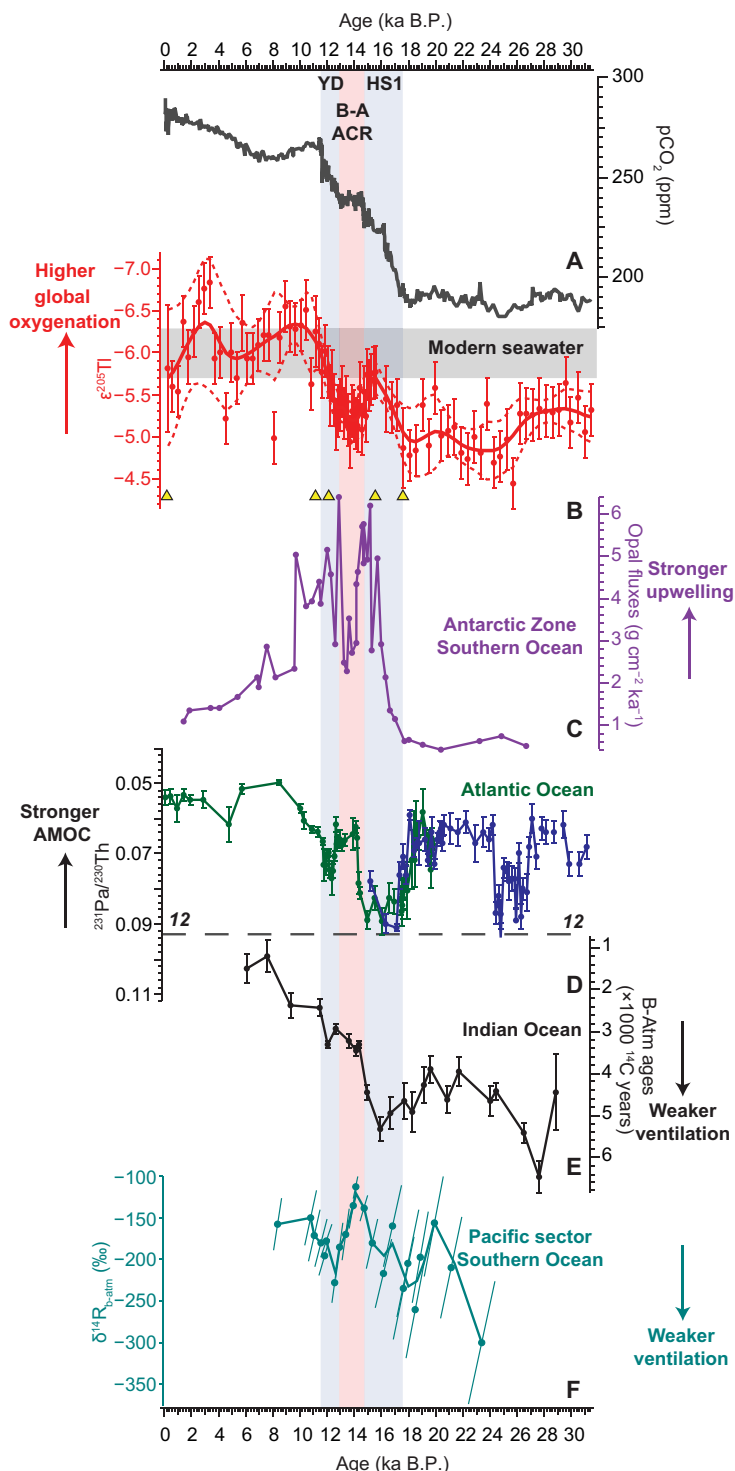 Age (ka B.P.)
0 2 4 6 8 10 12 14 16 18 20 22 24 26 28 30
YD HS1
B-A
ACR
300
250
200
pCO₂ (ppm)
A
Higher
global
oxygenation
−7.0
−6.5
−6.0
−5.5
−5.0
−4.5
ε²⁰⁵Tl
Modern seawater
B
6
5
4
3
2
1
Opal fluxes (g cm⁻² ka⁻¹)
Stronger
upwelling
Antarctic Zone
Southern Ocean
C
0.05
0.07
0.09
0.11
²³¹Pa/²³⁰Th
Stronger
AMOC
Atlantic Ocean
12 12
D
1
2
3
4
5
6
B-Atm ages
(×1000 ¹⁴C years)
Indian Ocean
Weaker
ventilation
E
−100
−150
−200
−250
−300
−350
δ¹⁴R_b-atm (‰)
Pacific sector
Southern Ocean
Weaker
ventilation
F
0 2 4 6 8 10 12 14 16 18 20 22 24 26 28 30
Age (ka B.P.)